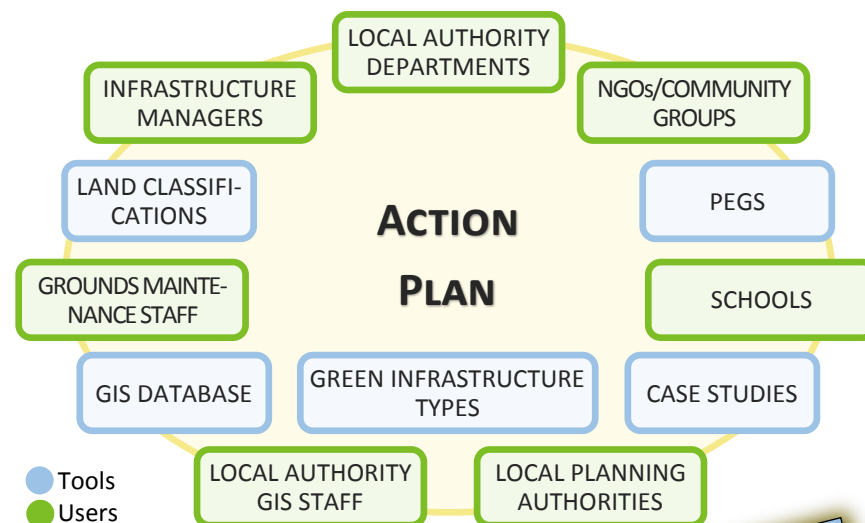 LOCAL AUTHORITY
DEPARTMENTS
INFRASTRUCTURE
MANAGERS
NGOs/COMMUNITY
GROUPS
LAND CLASSIFI-
CATIONS
PEGS
ACTION
PLAN
GROUNDS MAINTE-
NANCE STAFF
SCHOOLS
GIS DATABASE
GREEN INFRASTRUCTURE
TYPES
CASE STUDIES
LOCAL AUTHORITY
GIS STAFF
LOCAL PLANNING
AUTHORITIES
Tools
Users